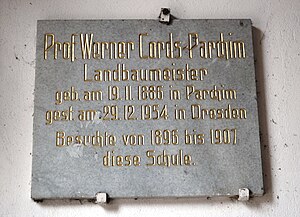 Prof. Werner Cords-Parchim
Landbaumeister
geb. am 19. 11. 1886 in Parchim
gest. am 29. 12. 1954 in Dresden
Besuchte von 1896 bis 1907
diese Schule.